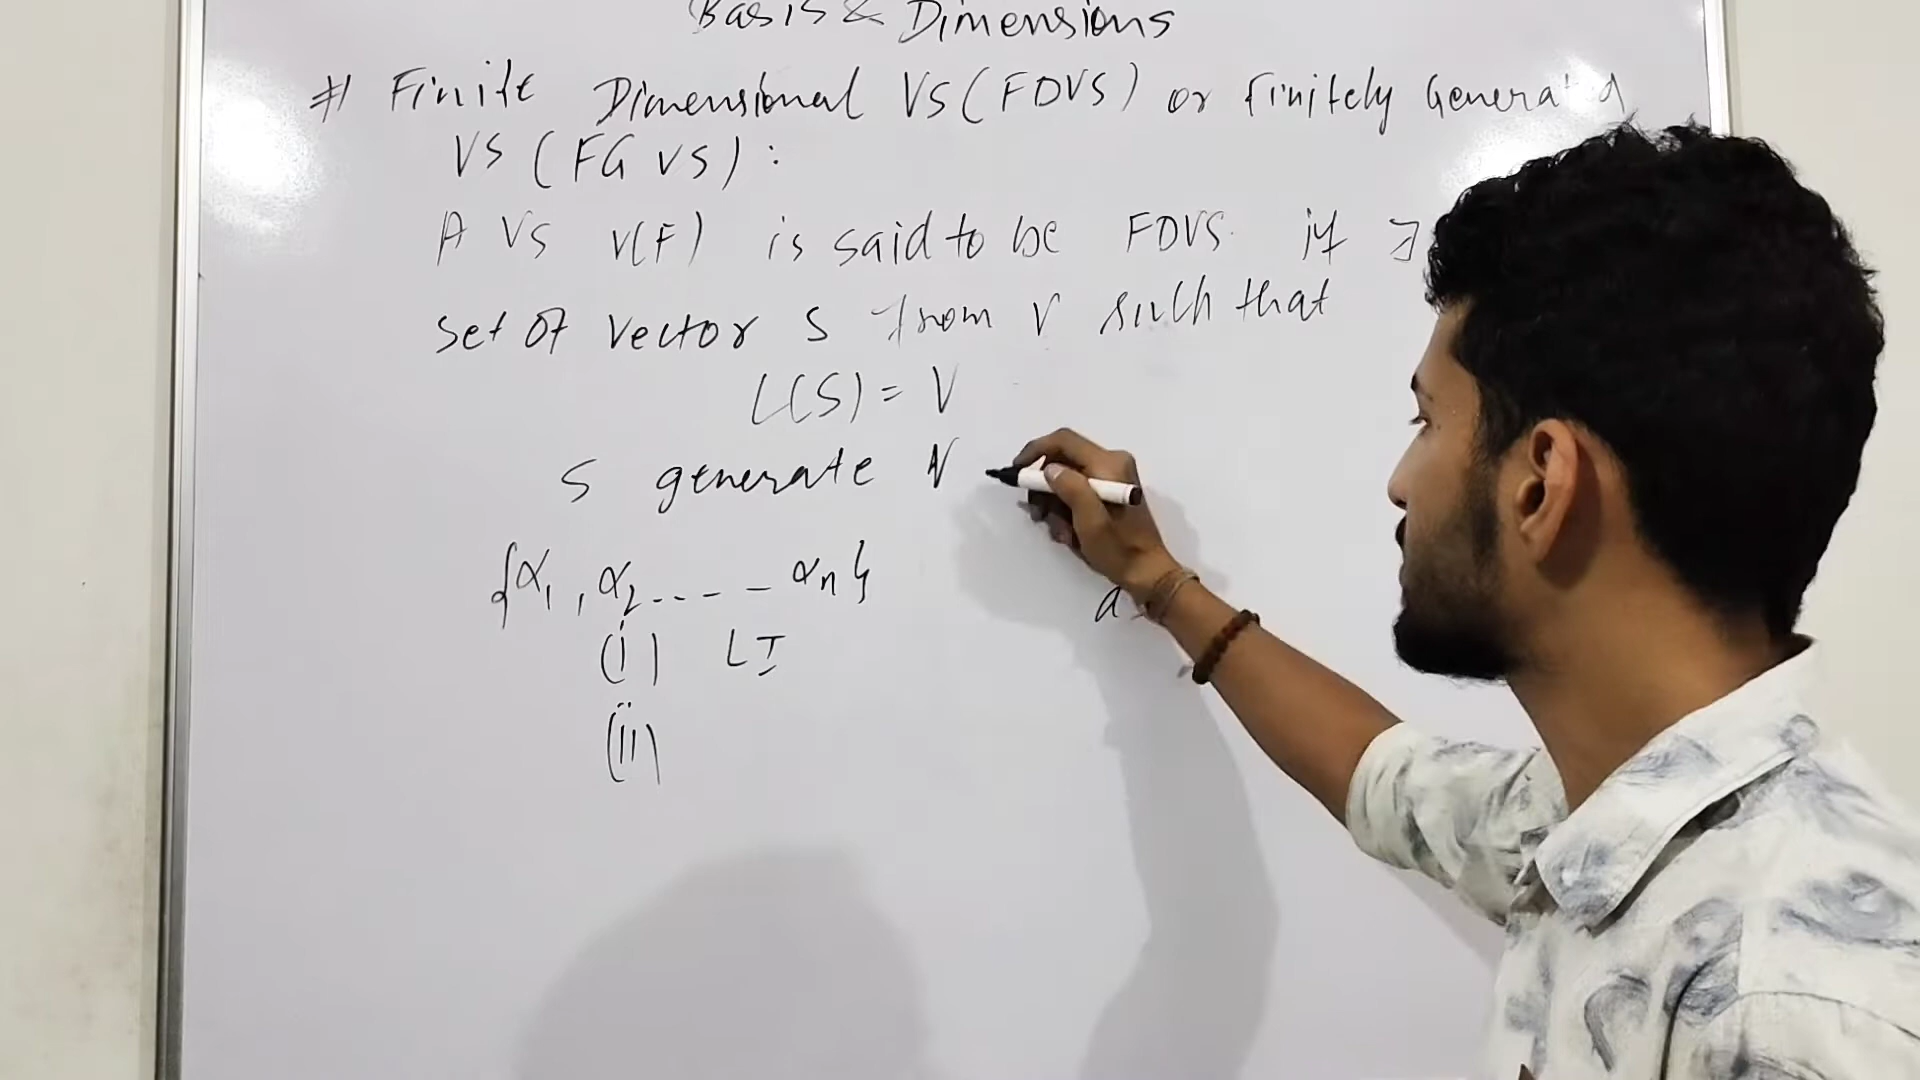 Basis & Dimensions
# Finite Dimensional VS (FDVS) or Finitely Generated
VS (FG VS) :
A VS V(F) is said to be FDVS. if ∃
set of vector S from V such that
L(S) = V
S generate V
{α1, α2 ..--- αn}
(i) LI
(ii)
a